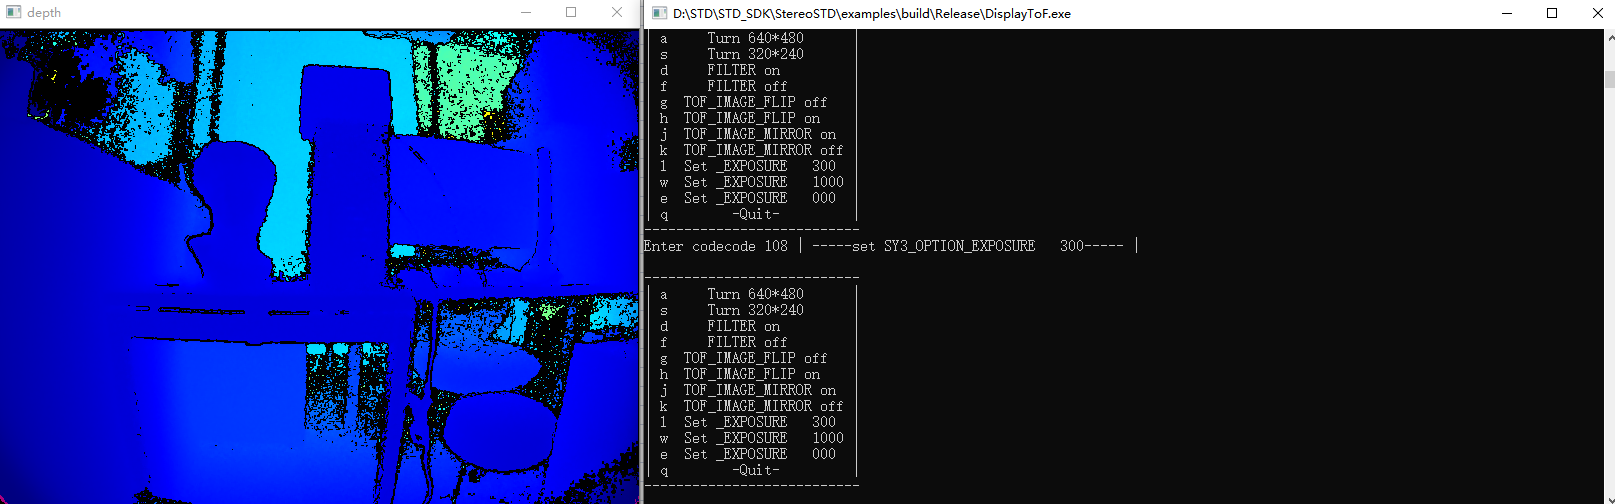 depth
D:\STD\STD_SDK\StereoSTD\examples\build\Release\DisplayToF.exe
| a     Turn 640*480      |
| s     Turn 320*240      |
| d     FILTER on         |
| f     FILTER off        |
| g  TOF_IMAGE_FLIP off   |
| h  TOF_IMAGE_FLIP on    |
| j  TOF_IMAGE_MIRROR on  |
| k  TOF_IMAGE_MIRROR off |
| l  Set _EXPOSURE   300  |
| w  Set _EXPOSURE   1000 |
| e  Set _EXPOSURE   000  |
| q        -Quit-         |
---------------------------
Enter codecode 108 | -----set SY3_OPTION_EXPOSURE   300----- |
---------------------------
| a     Turn 640*480      |
| s     Turn 320*240      |
| d     FILTER on         |
| f     FILTER off        |
| g  TOF_IMAGE_FLIP off   |
| h  TOF_IMAGE_FLIP on    |
| j  TOF_IMAGE_MIRROR on  |
| k  TOF_IMAGE_MIRROR off |
| l  Set _EXPOSURE   300  |
| w  Set _EXPOSURE   1000 |
| e  Set _EXPOSURE   000  |
| q        -Quit-         |
---------------------------